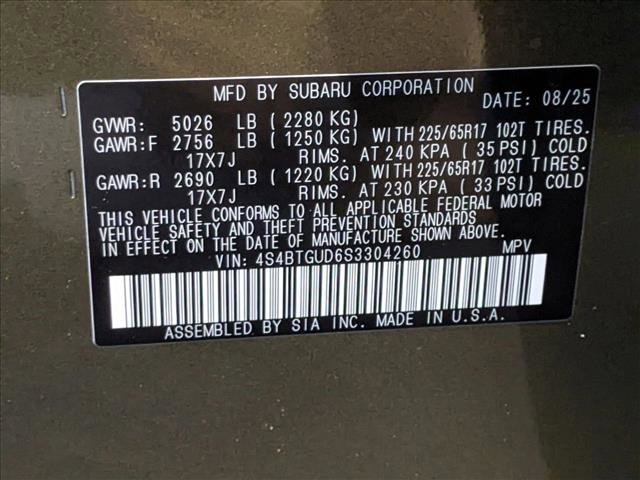 MFD BY SUBARU CORPORATION DATE: 08/25
GVWR: 5026 LB ( 2280 KG)
GAWR:F 2756 LB ( 1250 KG) WITH 225/65R17 102T TIRES.
17X7J RIMS. AT 240 KPA ( 35 PSI) COLD
GAWR:R 2690 LB ( 1220 KG) WITH 225/65R17 102T TIRES.
17X7J RIMS. AT 230 KPA ( 33 PSI) COLD
THIS VEHICLE CONFORMS TO ALL APPLICABLE FEDERAL MOTOR
VEHICLE SAFETY AND THEFT PREVENTION STANDARDS
IN EFFECT ON THE DATE OF MANUFACTURE SHOWN ABOVE.
VIN: 4S4BTGUD6S3304260 MPV
ASSEMBLED BY SIA INC. MADE IN U.S.A.